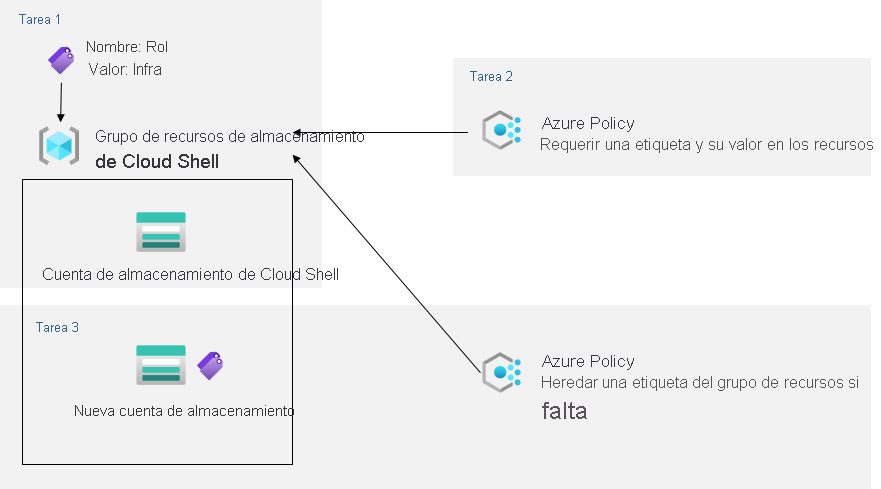 Tarea 1
Nombre: Rol
Valor: Infra
Grupo de recursos de almacenamiento
de Cloud Shell
Cuenta de almacenamiento de Cloud Shell
Tarea 2
Azure Policy
Requerir una etiqueta y su valor en los recursos
Tarea 3
Nueva cuenta de almacenamiento
Azure Policy
Heredar una etiqueta del grupo de recursos si
falta